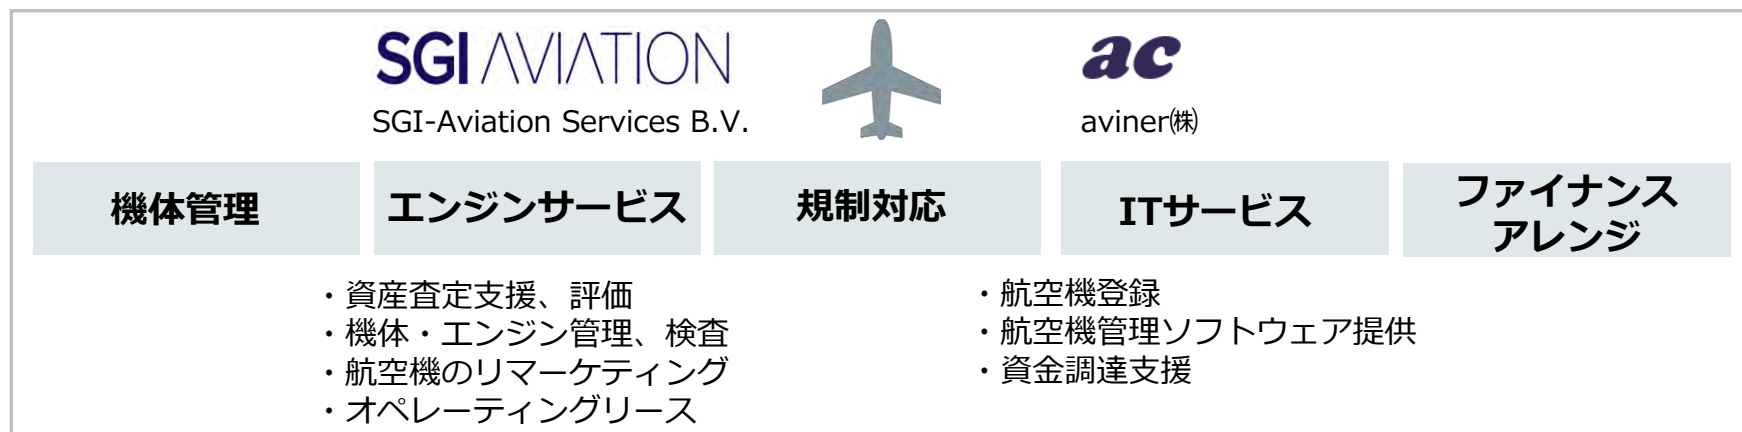 SGI AVIATION
ac
SGI-Aviation Services B.V.
aviner㈱
機体管理
エンジンサービス
規制対応
ITサービス
ファイナンス
アレンジ
・資産査定支援、評価
・機体・エンジン管理、検査
・航空機のリマーケティング
・オペレーティングリース
・航空機登録
・航空機管理ソフトウェア提供
・資金調達支援